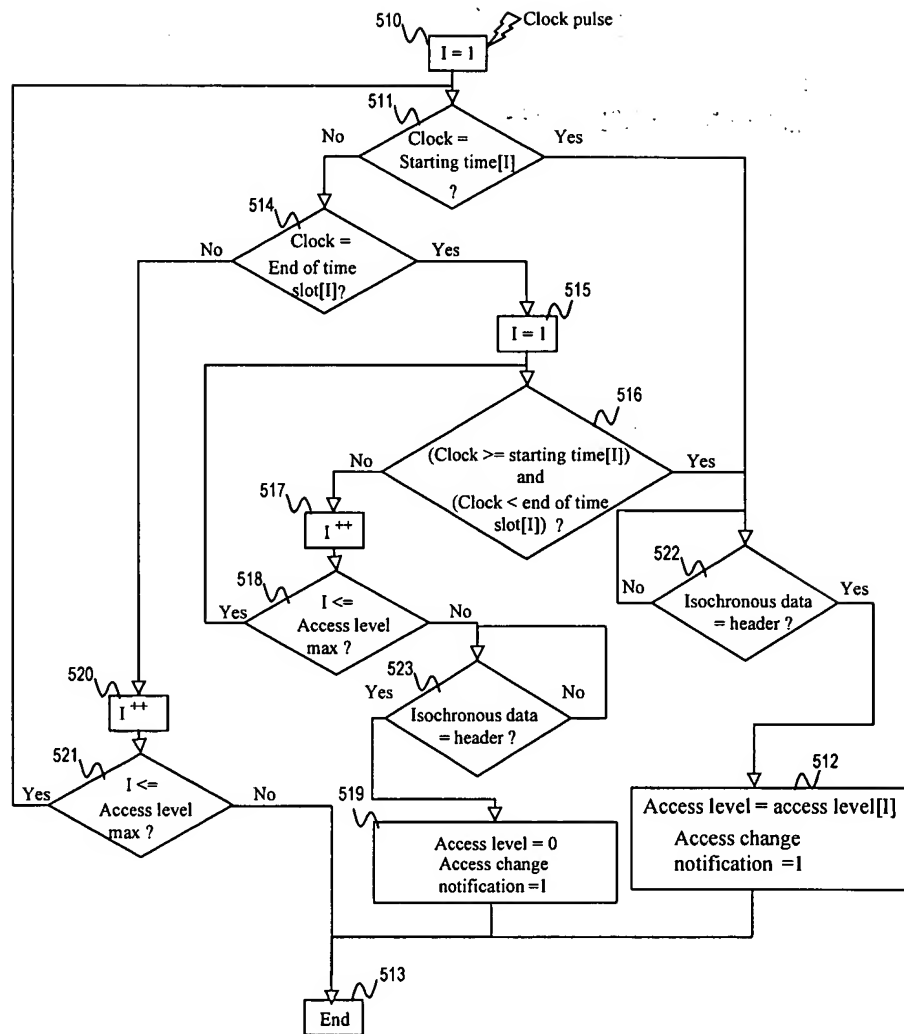 510
Clock pulse
I = 1
511
No
Clock =
Starting time[I]
?
Yes
514
No
Clock =
End of time
slot[I]?
Yes
515
I = 1
516
No
(Clock >= starting time[I])
and
(Clock < end of time
slot[I]) ?
Yes
517
I ++
518
Yes
I <=
Access level
max ?
No
522
No
Isochronous data
= header ?
Yes
523
Yes
Isochronous data
= header ?
No
520
I ++
521
Yes
I <=
Access level
max ?
No
519
Access level = 0
Access change
notification =1
512
Access level = access level[I]
Access change
notification =1
513
End